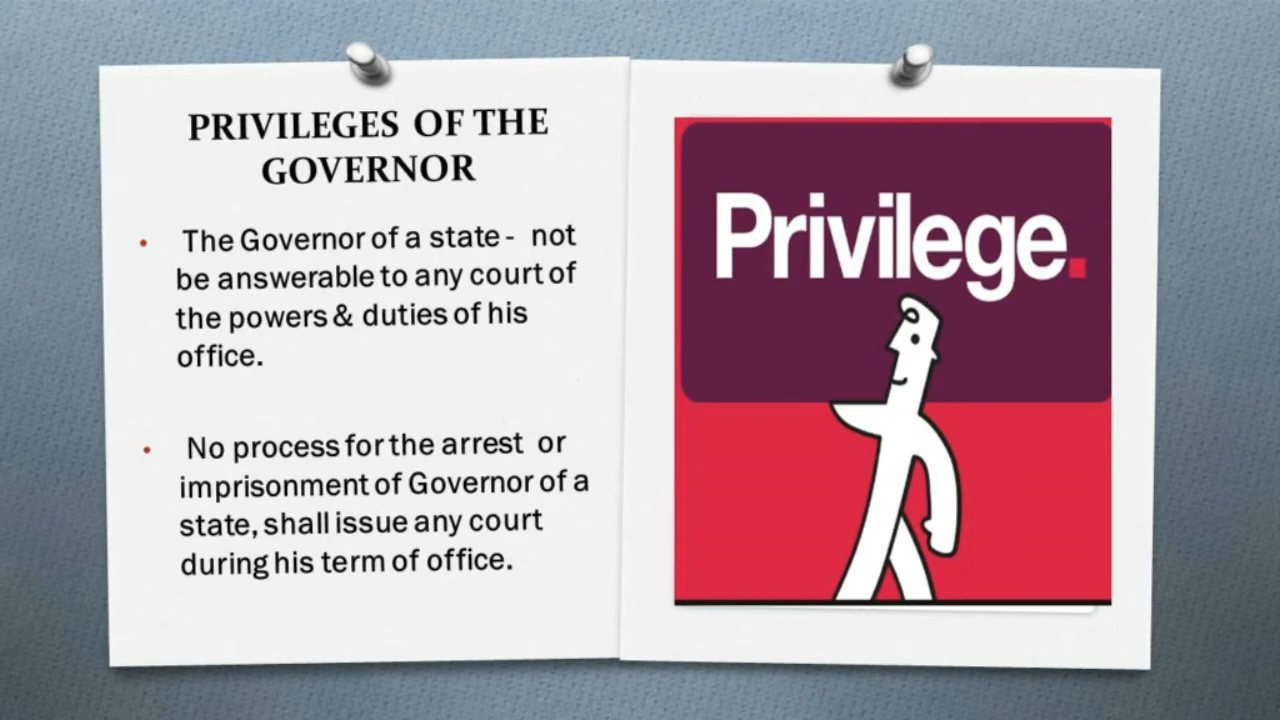 PRIVILEGES OF THE
GOVERNOR
• The Governor of a state - not
be answerable to any court of
the powers & duties of his
office.
• No process for the arrest or
imprisonment of Governor of a
state, shall issue any court
during his term of office.
Privilege.